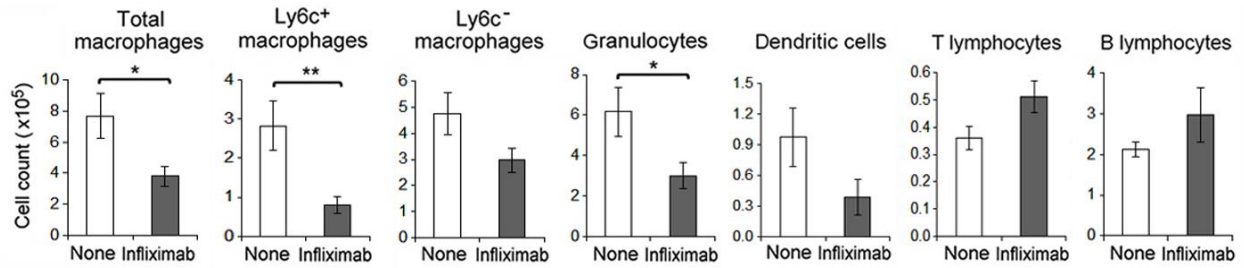 Total
macrophages
Ly6c+
macrophages
Ly6c-
macrophages
Granulocytes
Dendritic cells
T lymphocytes
B lymphocytes
Cell count (x10⁵)
10
8
6
4
2
0
*
None Infliximab
4
3
2
1
0
**
None Infliximab
6
5
4
3
2
1
0
None Infliximab
8
6
4
2
0
*
None Infliximab
1.5
1.2
0.9
0.6
0.3
0.0
None Infliximab
0.6
0.5
0.4
0.3
0.2
0.1
0.0
None Infliximab
4
3
2
1
0
None Infliximab